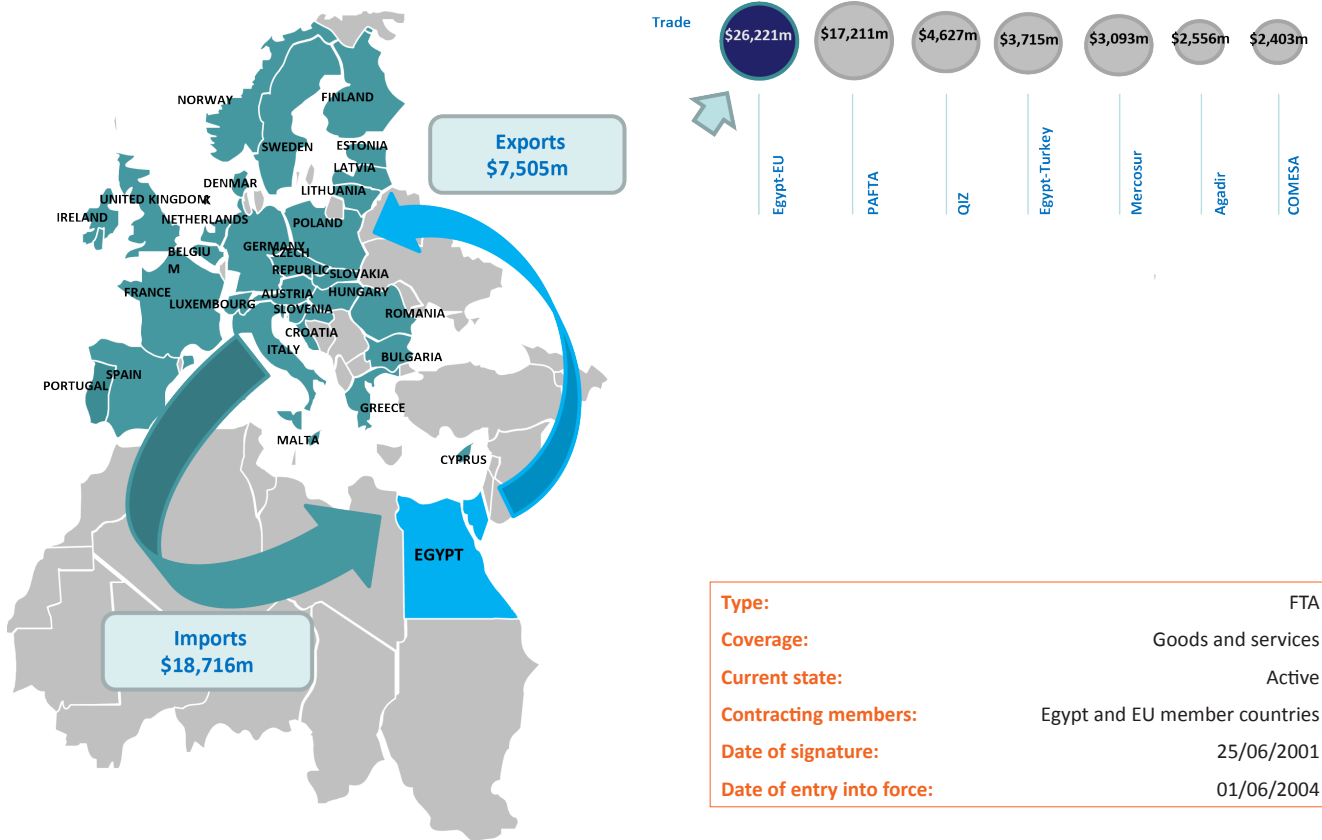 Trade
$26,221m
$17,211m
$4,627m
$3,715m
$3,093m
$2,556m
$2,403m
Egypt-EU
PAFTA
QIZ
Egypt-Turkey
Mercosur
Agadir
COMESA
Exports
$7,505m
NORWAY
FINLAND
SWEDEN
ESTONIA
LATVIA
DENMAR
K
LITHUANIA
UNITED KINGDOM
IRELAND
NETHERLANDS
POLAND
BELGIU
M
GERMANY
CZECH
REPUBLIC
SLOVAKIA
FRANCE
LUXEMBOURG
AUSTRIA
HUNGARY
SLOVENIA
ROMANIA
CROATIA
ITALY
BULGARIA
SPAIN
PORTUGAL
GREECE
MALTA
CYPRUS
EGYPT
Imports
$18,716m
Type: FTA
Coverage: Goods and services
Current state: Active
Contracting members: Egypt and EU member countries
Date of signature: 25/06/2001
Date of entry into force: 01/06/2004